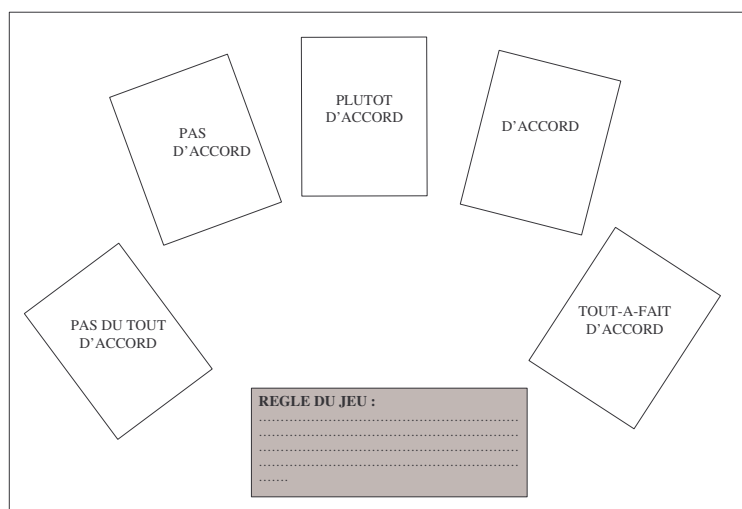 PLUTOT
D'ACCORD
PAS
D'ACCORD
D'ACCORD
PAS DU TOUT
D'ACCORD
TOUT-A-FAIT
D'ACCORD
REGLE DU JEU :
………………………………………………
………………………………………………
………………………………………………
………………………………………………
…….